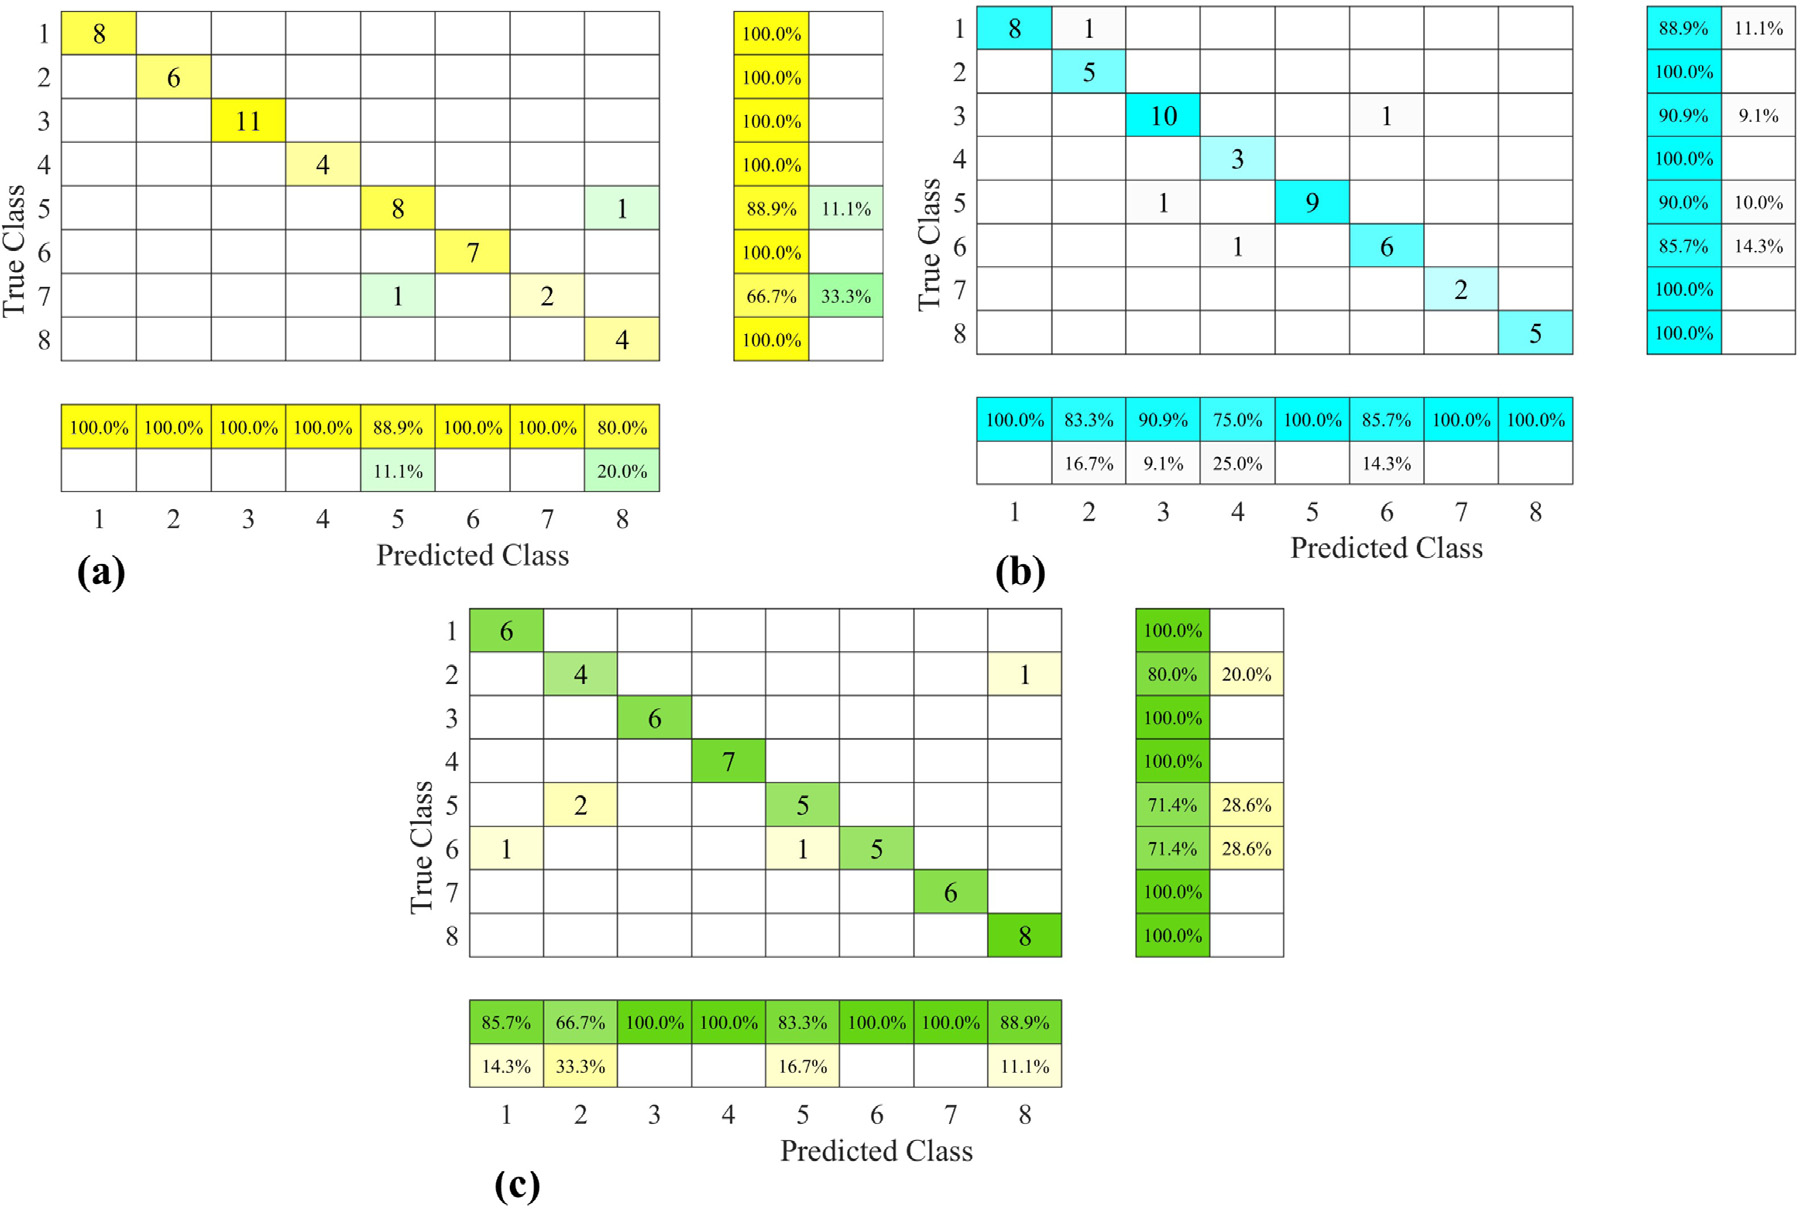 1 8 100.0%
2 6 100.0%
3 11 100.0%
4 4 100.0%
5 8 1 88.9% 11.1%
6 7 100.0%
7 1 2 66.7% 33.3%
8 4 100.0%
True Class
100.0% 100.0% 100.0% 100.0% 88.9% 100.0% 100.0% 80.0%
11.1% 20.0%
1 2 3 4 5 6 7 8
Predicted Class
(a)
1 8 1 88.9% 11.1%
2 5 100.0%
3 10 1 90.9% 9.1%
4 3 100.0%
5 1 9 90.0% 10.0%
6 1 6 85.7% 14.3%
7 2 100.0%
8 5 100.0%
True Class
100.0% 83.3% 90.9% 75.0% 100.0% 85.7% 100.0% 100.0%
16.7% 9.1% 25.0% 14.3%
1 2 3 4 5 6 7 8
Predicted Class
(b)
1 6 100.0%
2 4 1 80.0% 20.0%
3 6 100.0%
4 7 100.0%
5 2 5 71.4% 28.6%
6 1 1 5 71.4% 28.6%
7 6 100.0%
8 8 100.0%
True Class
85.7% 66.7% 100.0% 100.0% 83.3% 100.0% 100.0% 88.9%
14.3% 33.3% 16.7% 11.1%
1 2 3 4 5 6 7 8
Predicted Class
(c)